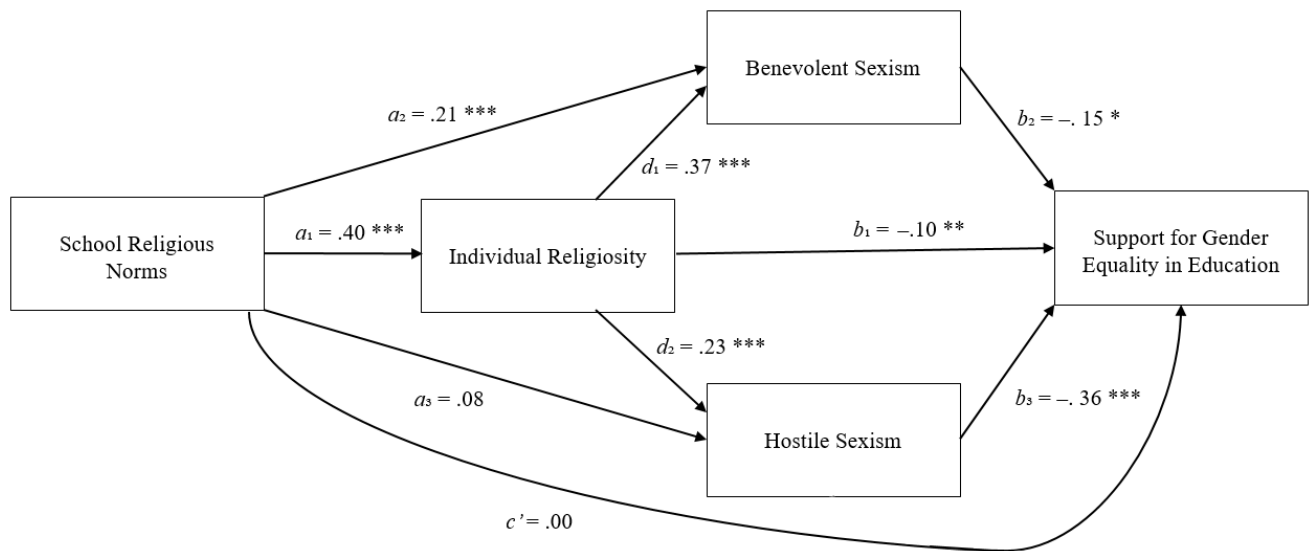 Benevolent Sexism
a₂ = .21 ***
b₂ = –. 15 *
d₁ = .37 ***
School Religious
Norms
a₁ = .40 ***
Individual Religiosity
b₁ = –.10 **
Support for Gender
Equality in Education
d₂ = .23 ***
a₃ = .08
Hostile Sexism
b₃ = –. 36 ***
c’ = .00